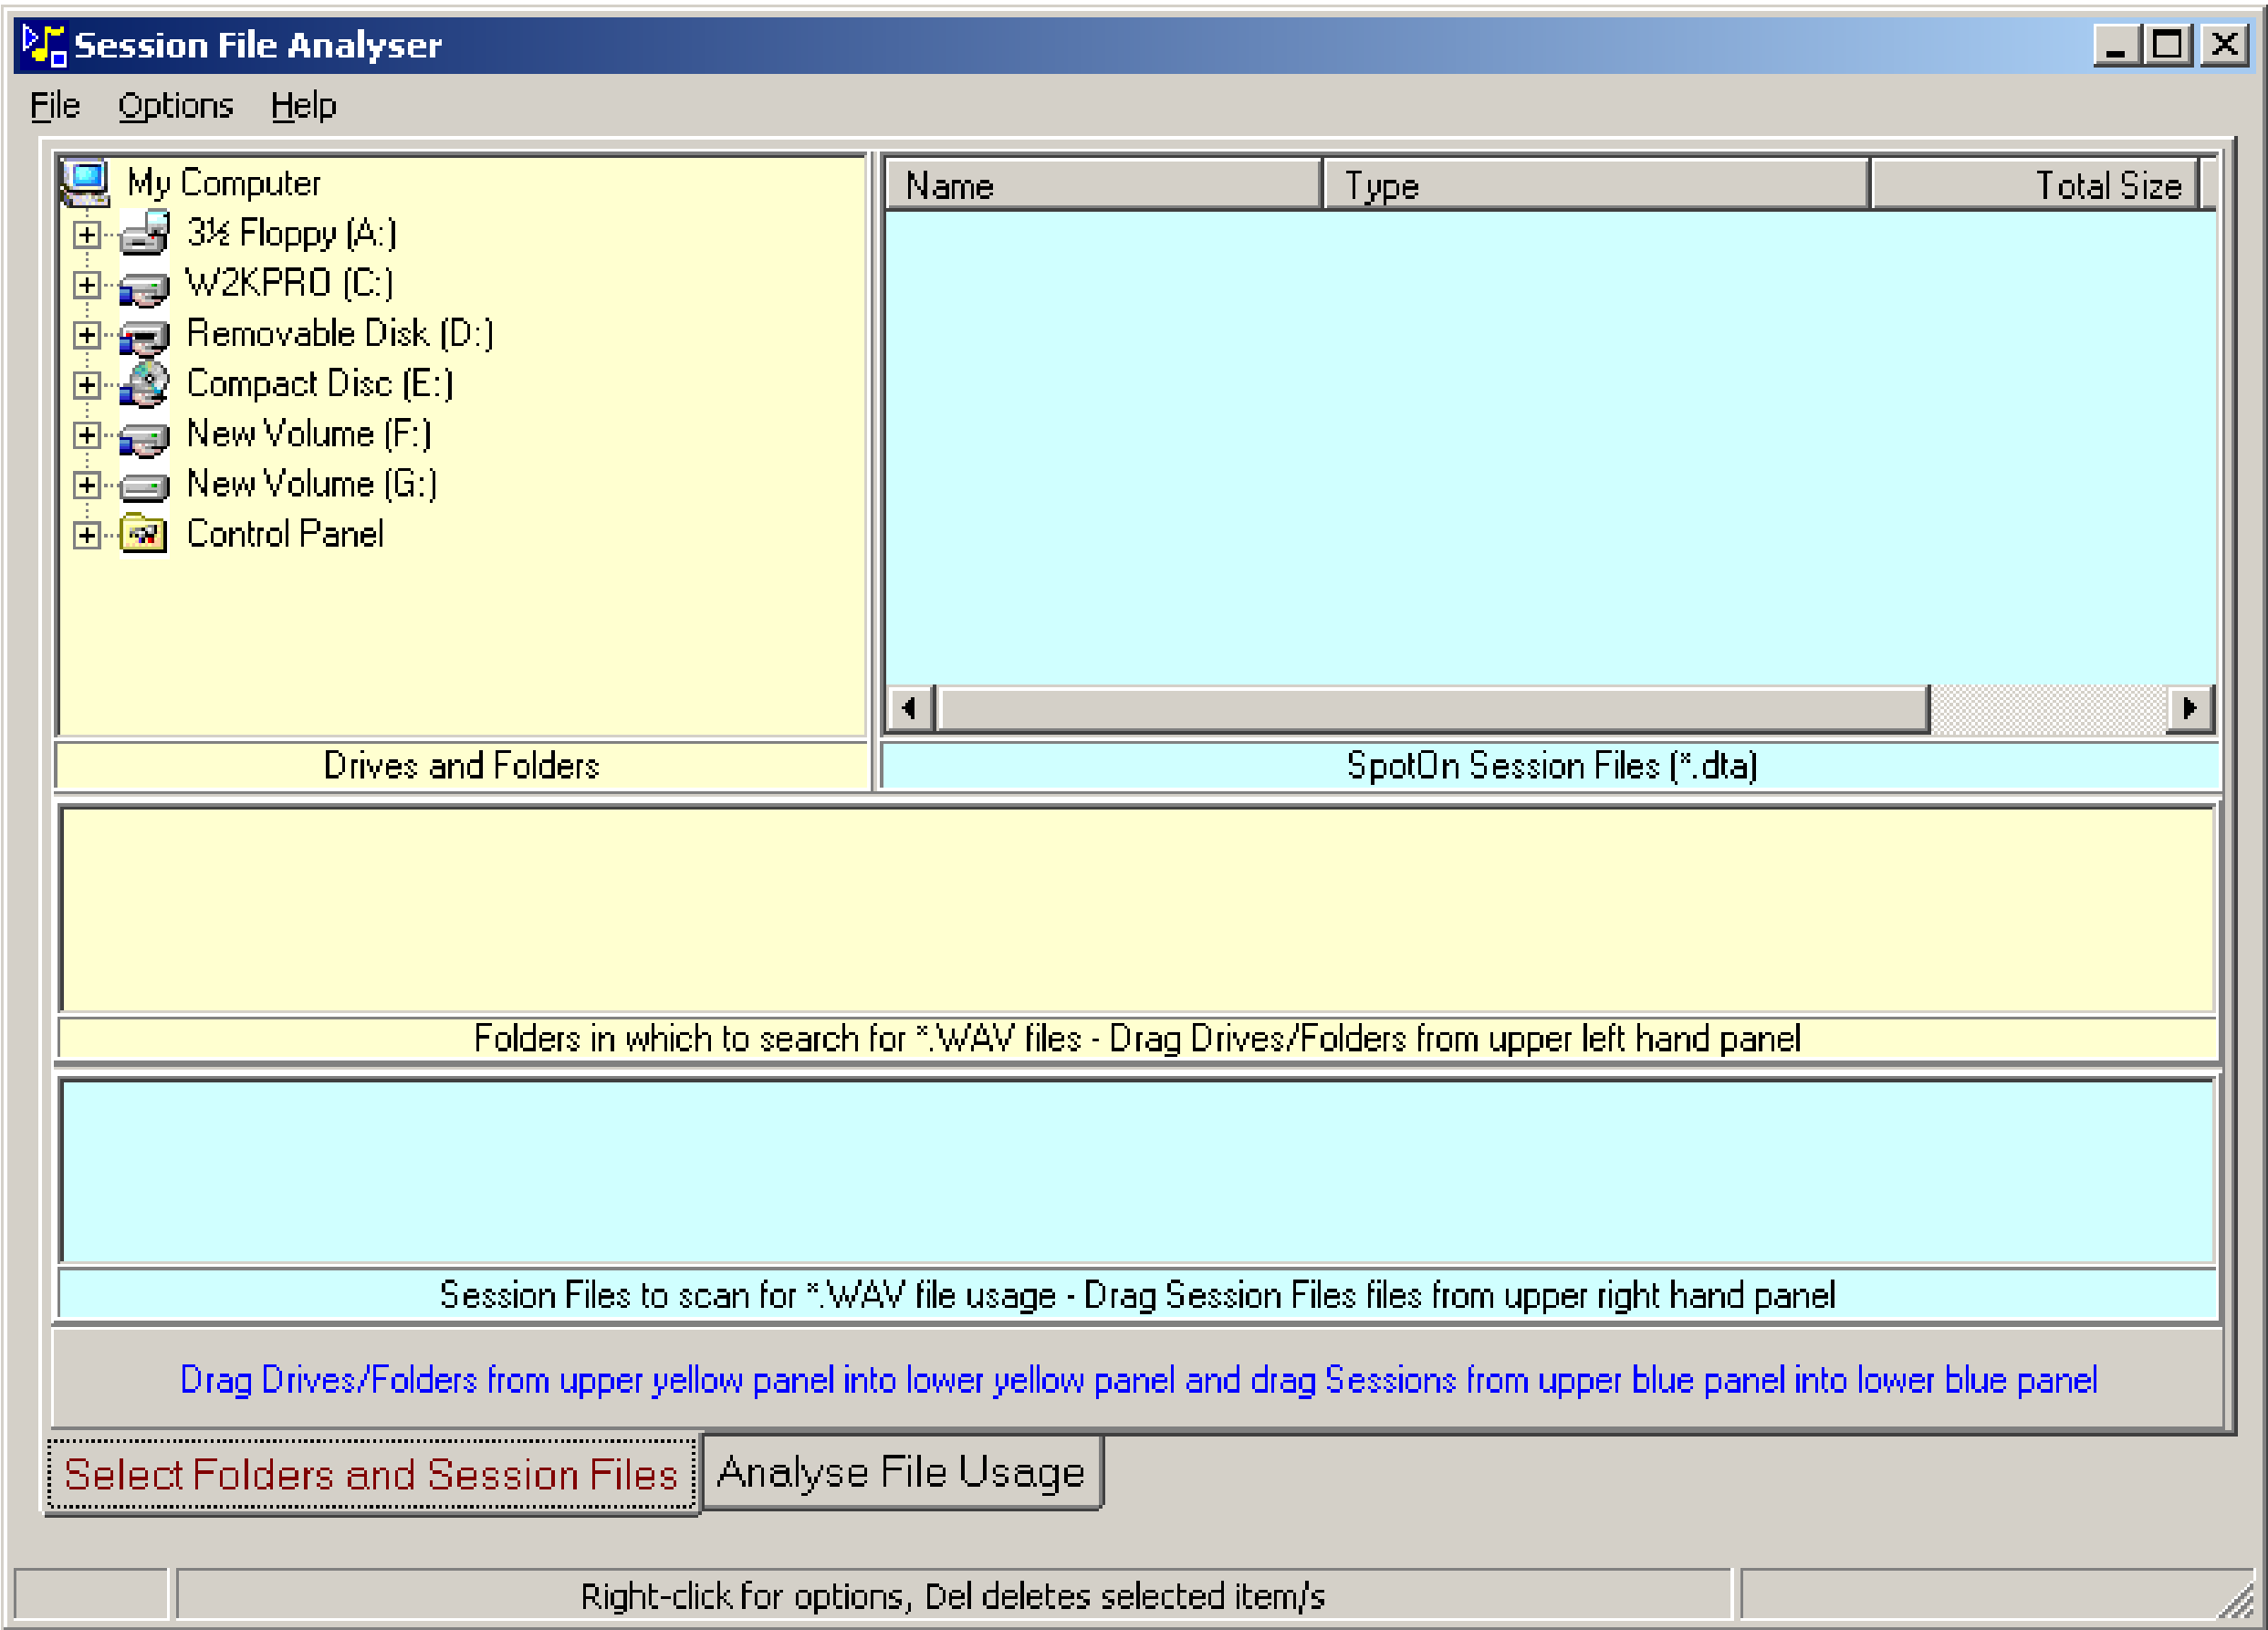 Session File Analyser
File Options Help
My Computer
3½ Floppy (A:)
W2KPRO (C:)
Removable Disk (D:)
Compact Disc (E:)
New Volume (F:)
New Volume (G:)
Control Panel
Drives and Folders
Name Type Total Size
SpotOn Session Files (*.dta)
Folders in which to search for *.WAV files - Drag Drives/Folders from upper left hand panel
Session Files to scan for *.WAV file usage - Drag Session Files files from upper right hand panel
Drag Drives/Folders from upper yellow panel into lower yellow panel and drag Sessions from upper blue panel into lower blue panel
Select Folders and Session Files Analyse File Usage
Right-click for options, Del deletes selected item/s